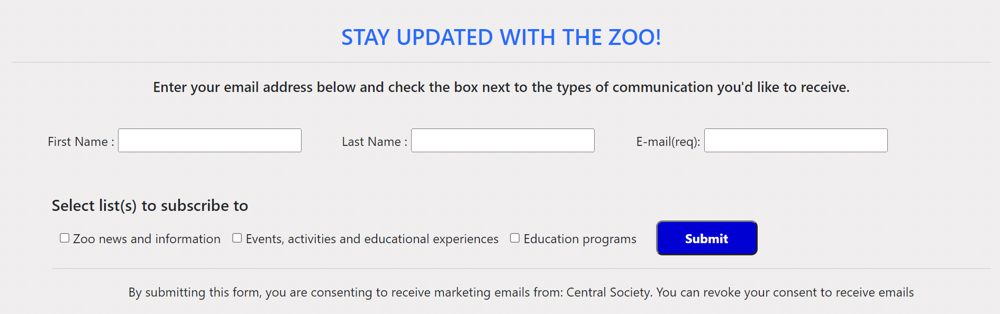 STAY UPDATED WITH THE ZOO!
Enter your email address below and check the box next to the types of communication you'd like to receive.
First Name : Last Name : E-mail(req):
Select list(s) to subscribe to
Zoo news and information Events, activities and educational experiences Education programs Submit
By submitting this form, you are consenting to receive marketing emails from: Central Society. You can revoke your consent to receive emails